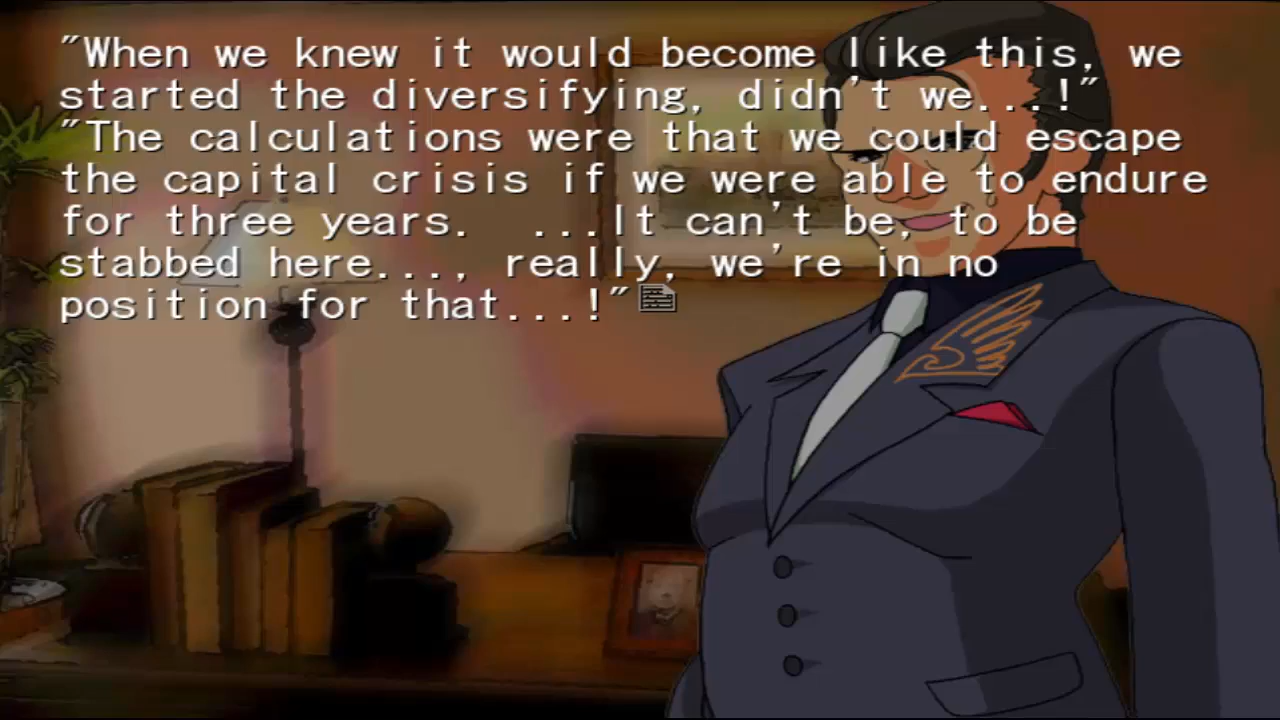 "When we knew it would become like this, we
started the diversifying, didn't we...!"
"The calculations were that we could escape
the capital crisis if we were able to endure
for three years.  ...It can't be, to be
stabbed here..., really, we're in no
position for that...!"